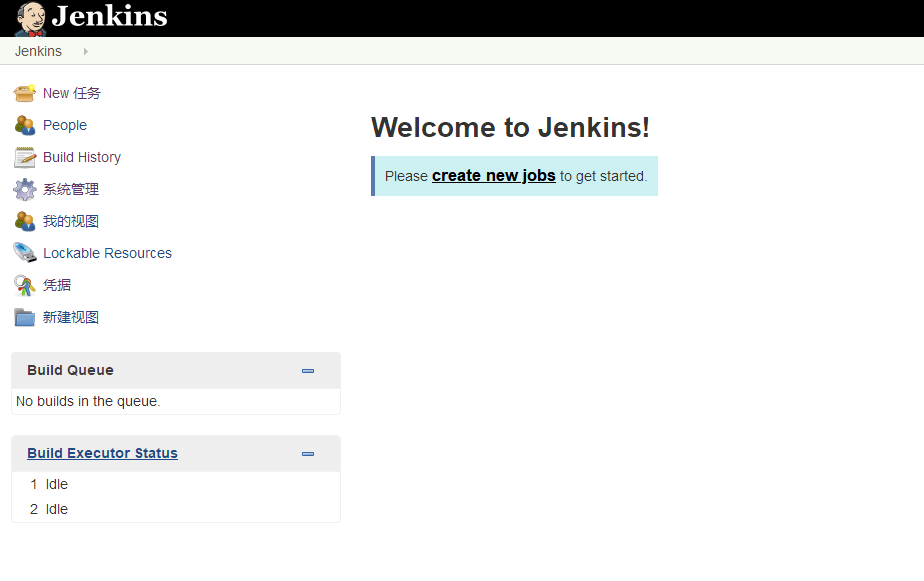 Jenkins
Jenkins
New 任务
People
Build History
系统管理
我的视图
Lockable Resources
凭据
新建视图
Build Queue
No builds in the queue.
Build Executor Status
1 Idle
2 Idle
Welcome to Jenkins!
Please create new jobs to get started.